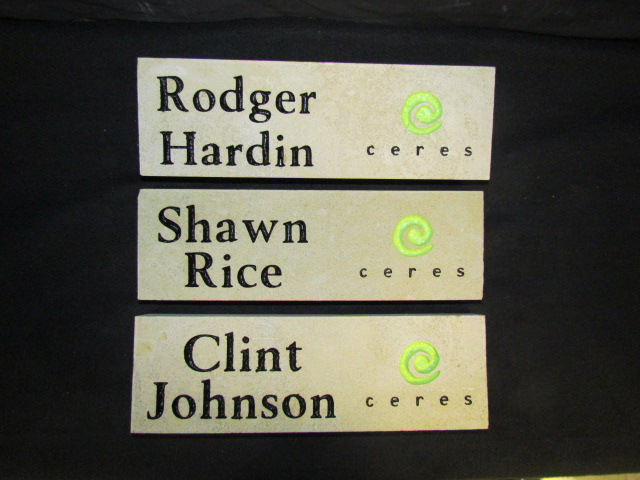 Rodger
Hardin
ceres
Shawn
Rice
ceres
Clint
Johnson
ceres